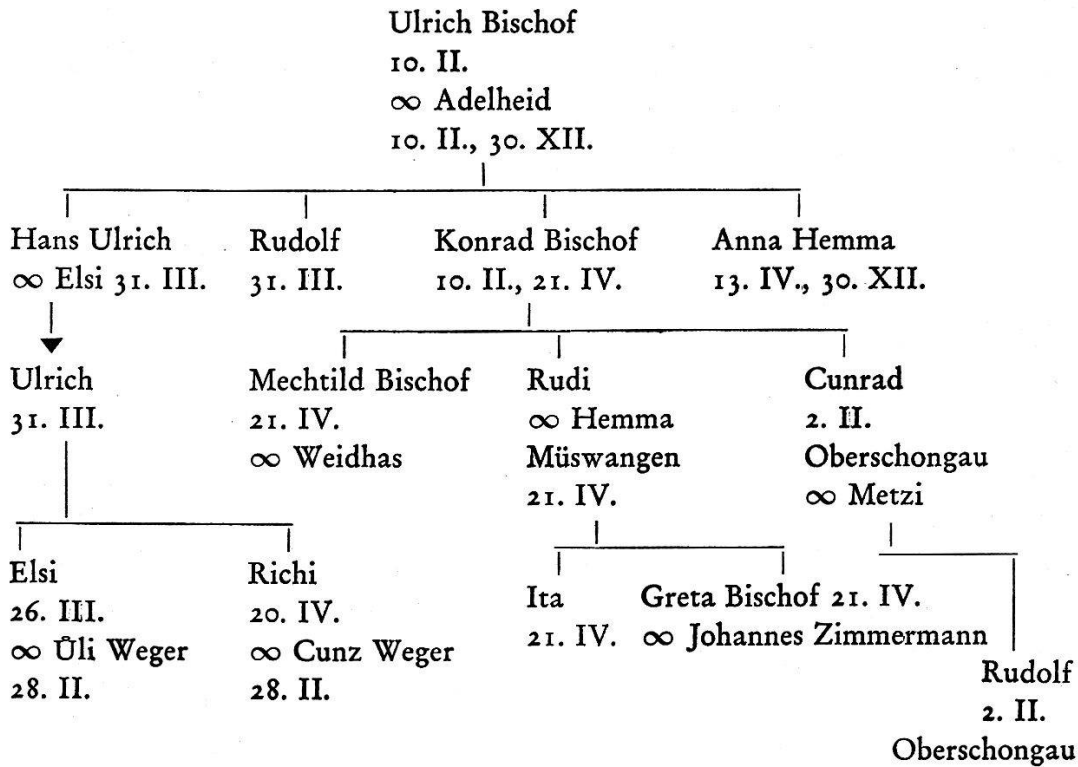 Ulrich Bischof
10. II.
∞ Adelheid
10. II., 30. XII.
Hans Ulrich
∞ Elsi 31. III.
Rudolf
31. III.
Konrad Bischof
10. II., 21. IV.
Anna Hemma
13. IV., 30. XII.
Ulrich
31. III.
Mechtild Bischof
21. IV.
∞ Weidhas
Rudi
∞ Hemma
Müswangen
21. IV.
Cunrad
2. II.
Oberschongau
∞ Metzi
Elsi
26. III.
∞ Ůli Weger
28. II.
Richi
20. IV.
∞ Cunz Weger
28. II.
Ita
21. IV.
Greta Bischof 21. IV.
∞ Johannes Zimmermann
Rudolf
2. II.
Oberschongau